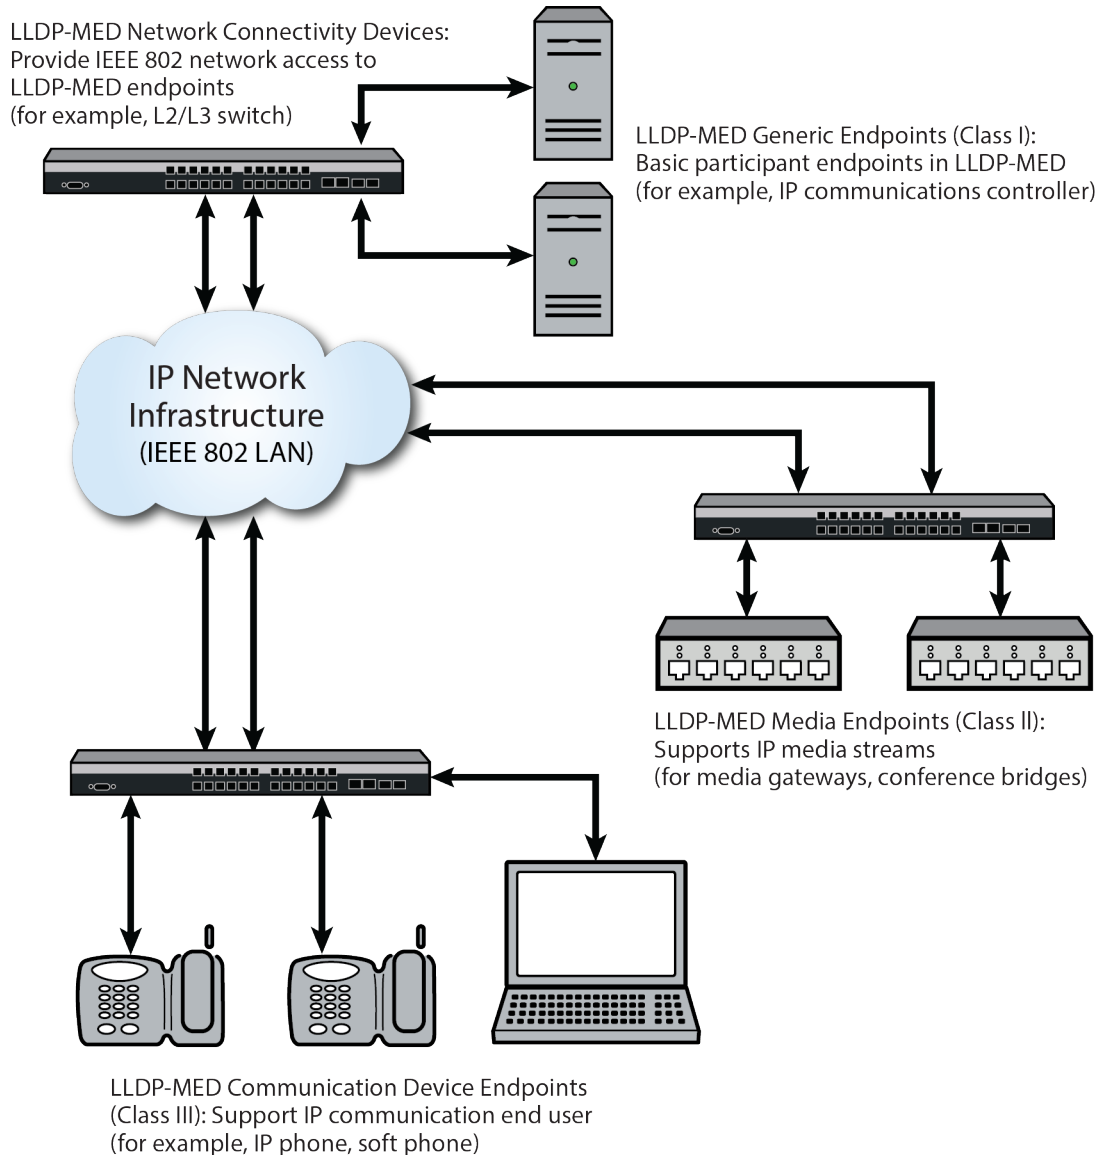 LLDP-MED Network Connectivity Devices:
Provide IEEE 802 network access to
LLDP-MED endpoints
(for example, L2/L3 switch)
LLDP-MED Generic Endpoints (Class I):
Basic participant endpoints in LLDP-MED
(for example, IP communications controller)
IP Network
Infrastructure
(IEEE 802 LAN)
LLDP-MED Media Endpoints (Class ll):
Supports IP media streams
(for media gateways, conference bridges)
LLDP-MED Communication Device Endpoints
(Class III): Support IP communication end user
(for example, IP phone, soft phone)